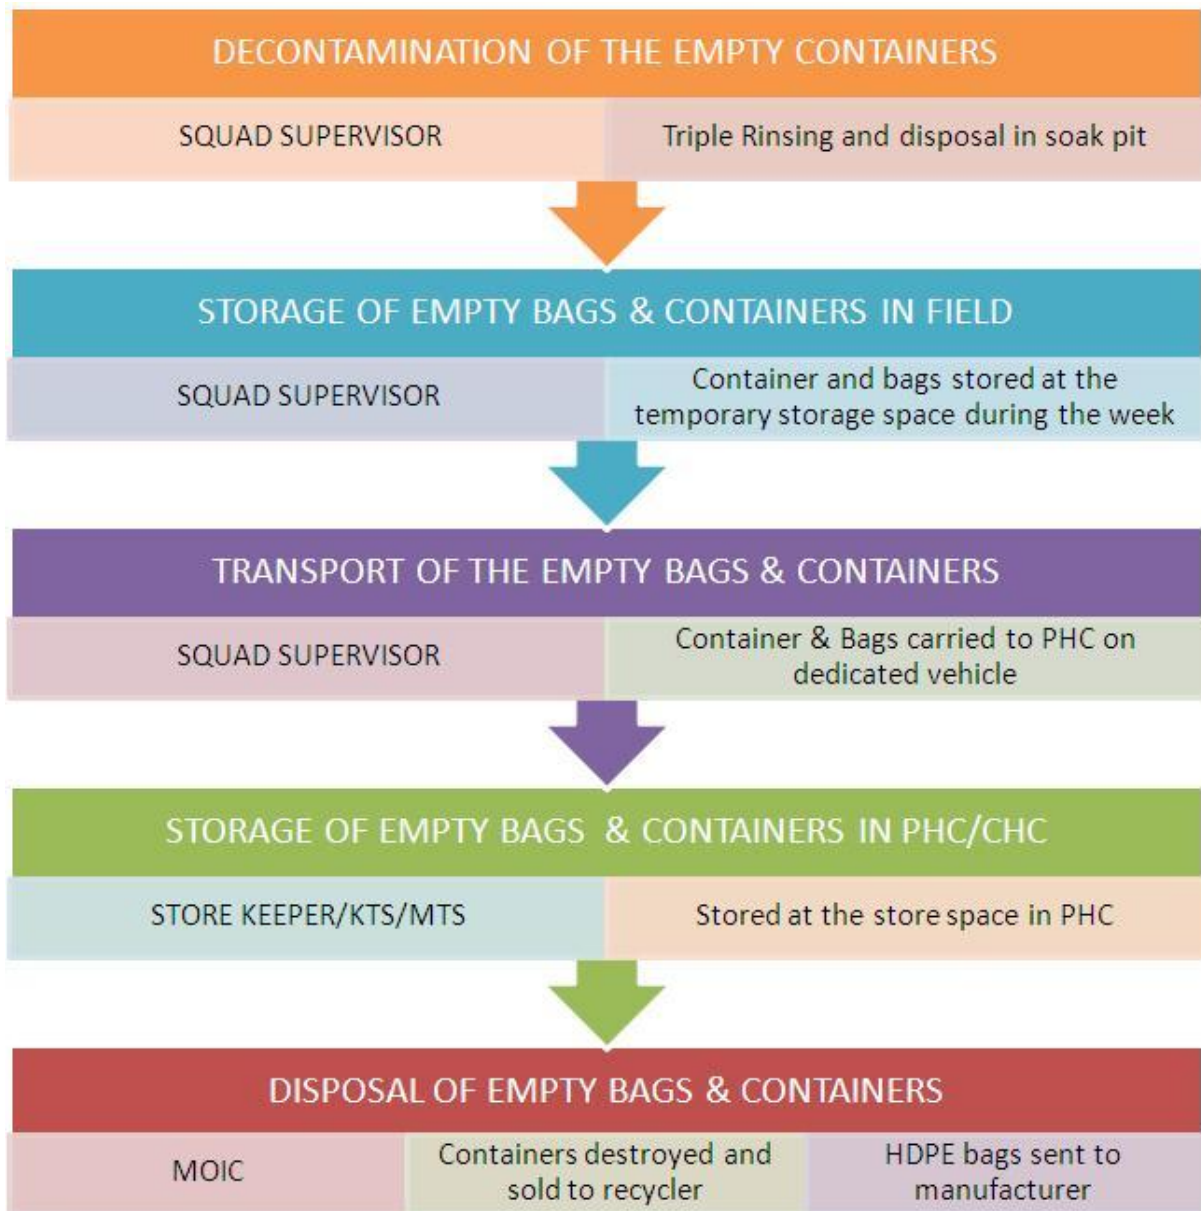 DECONTAMINATION OF THE EMPTY CONTAINERS
SQUAD SUPERVISOR
Triple Rinsing and disposal in soak pit
STORAGE OF EMPTY BAGS & CONTAINERS IN FIELD
SQUAD SUPERVISOR
Container and bags stored at the
temporary storage space during the week
TRANSPORT OF THE EMPTY BAGS & CONTAINERS
SQUAD SUPERVISOR
Container & Bags carried to PHC on
dedicated vehicle
STORAGE OF EMPTY BAGS & CONTAINERS IN PHC/CHC
STORE KEEPER/KTS/MTS
Stored at the store space in PHC
DISPOSAL OF EMPTY BAGS & CONTAINERS
MOIC
Containers destroyed and
sold to recycler
HDPE bags sent to
manufacturer